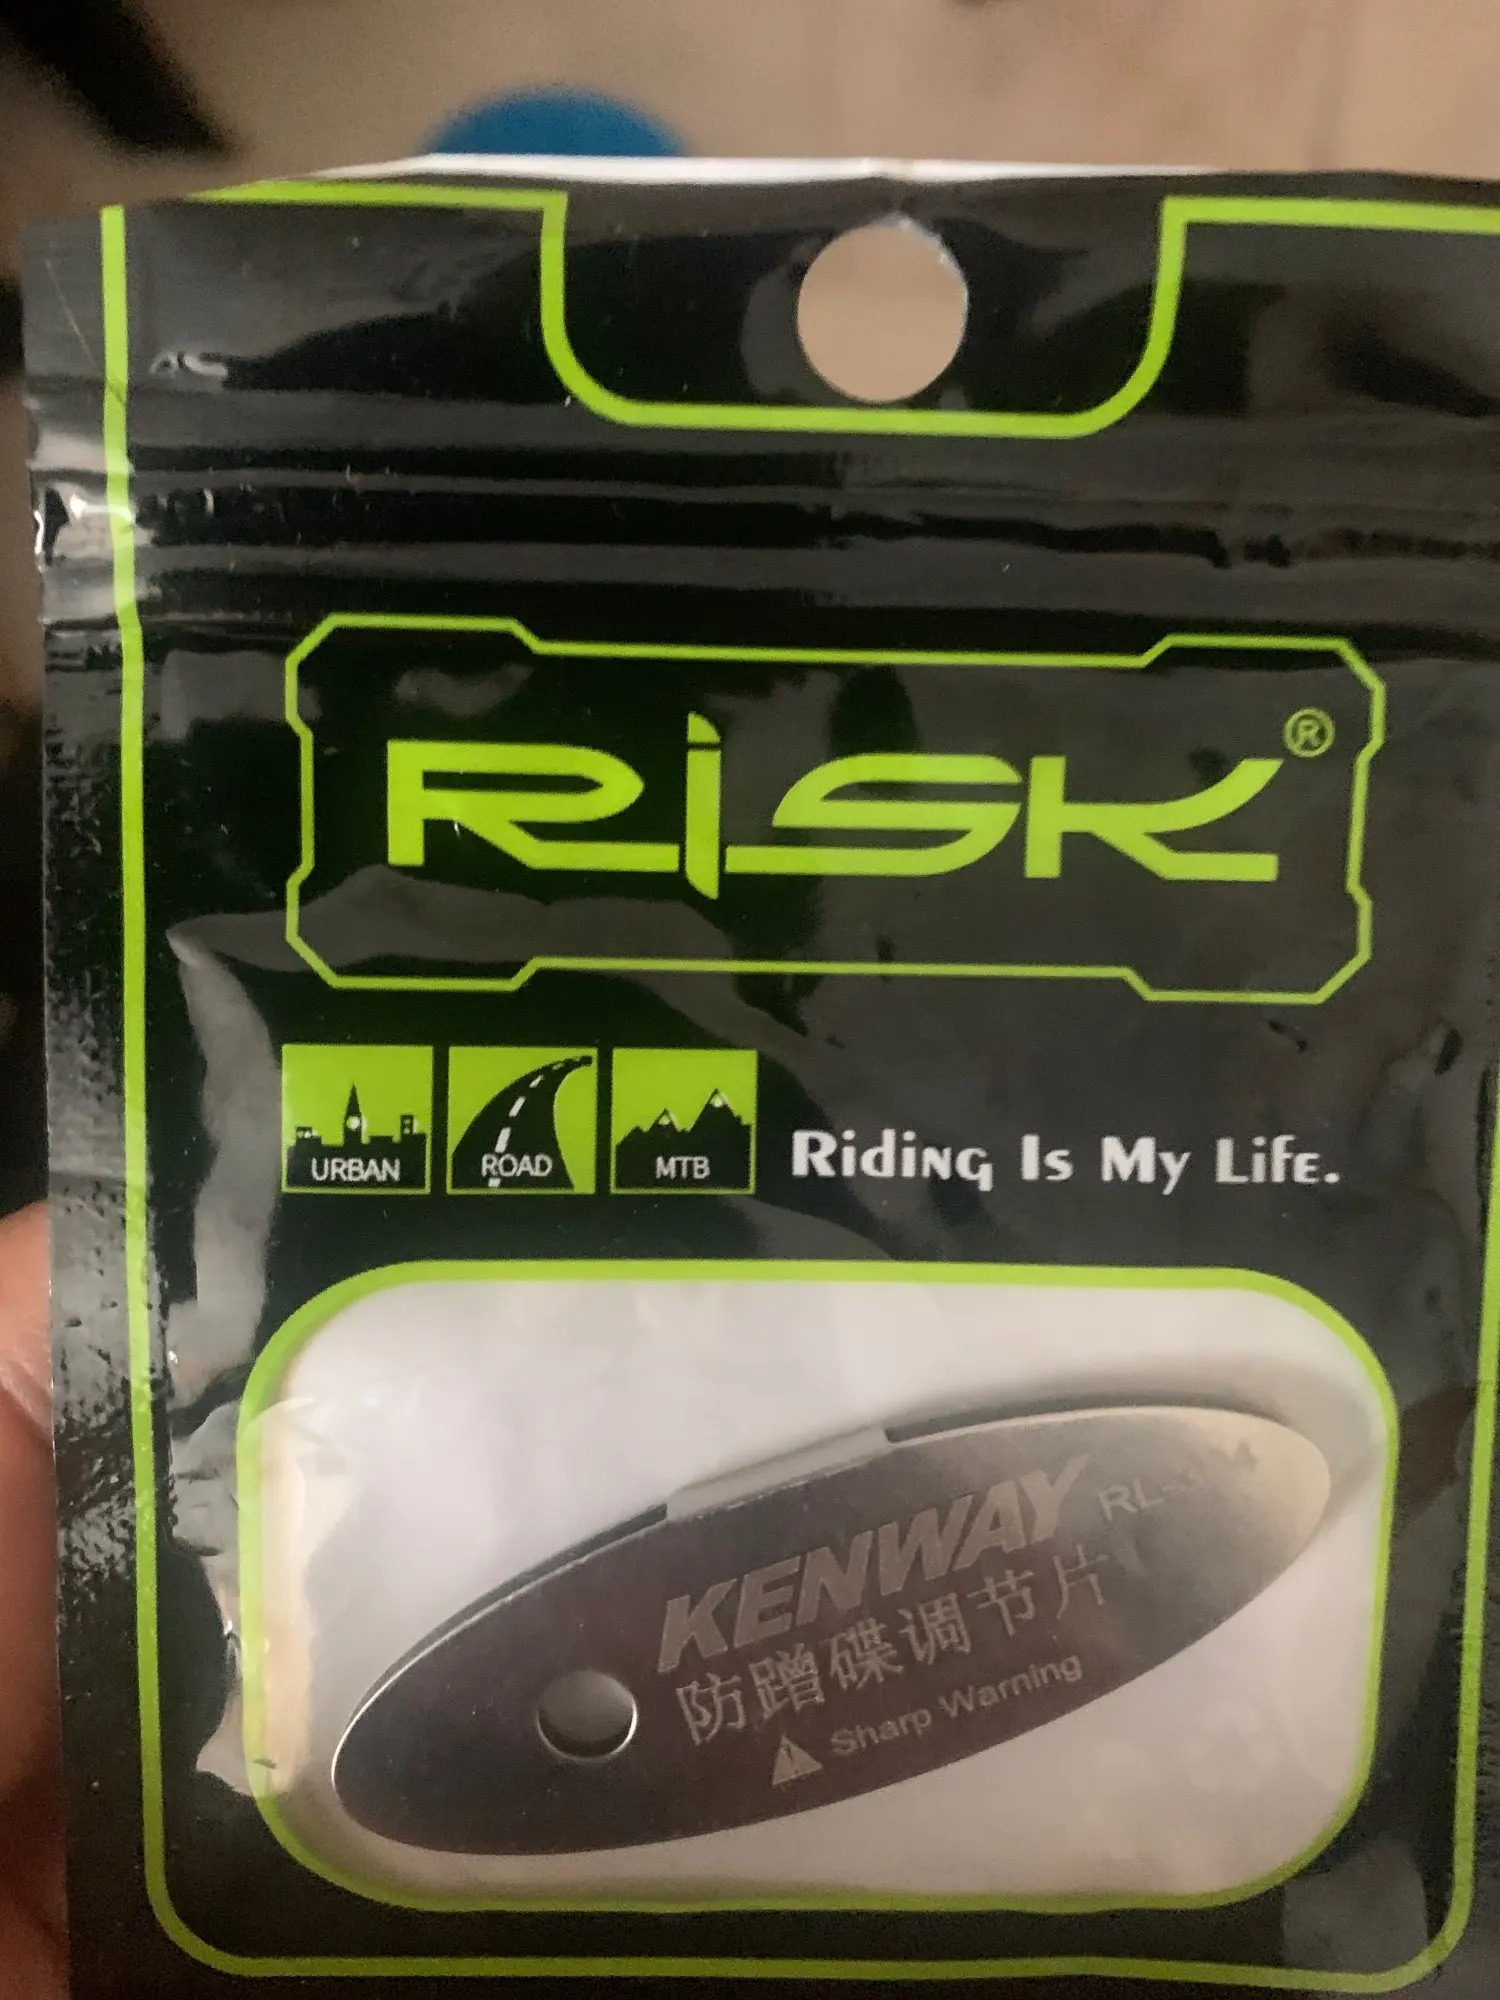 RiSK®
URBAN
ROAD
MTB
Riding Is My Life.
KENWAY
防蹭碟调节片
Sharp Warning